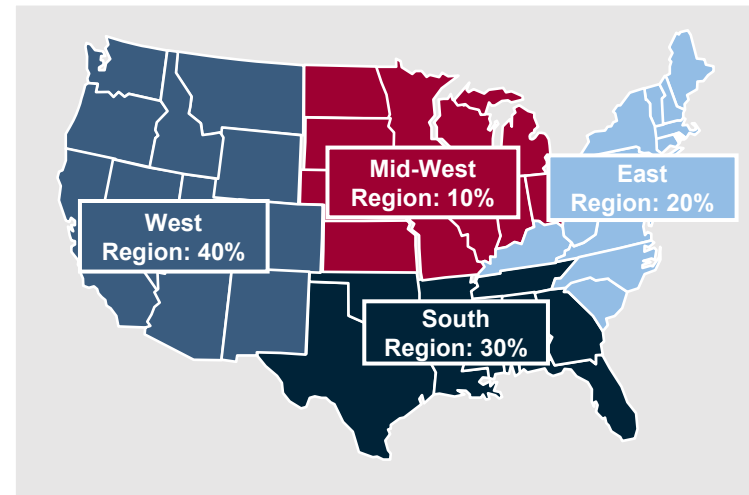 Mid-West
Region: 10%
East
Region: 20%
West
Region: 40%
South
Region: 30%